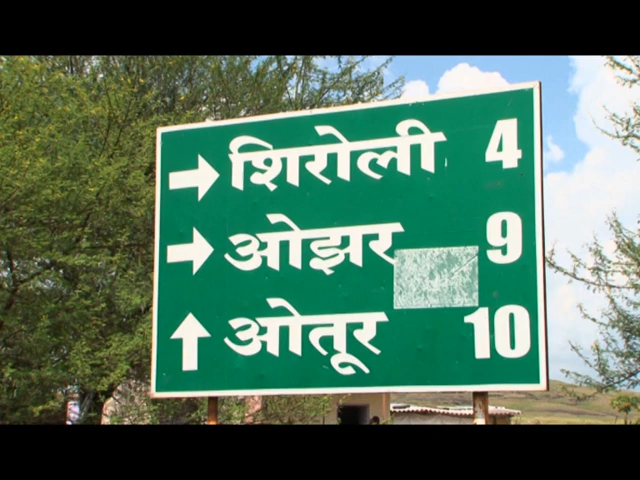 → शिरोली 4
→ ओझर 9
↑ ओतूर 10